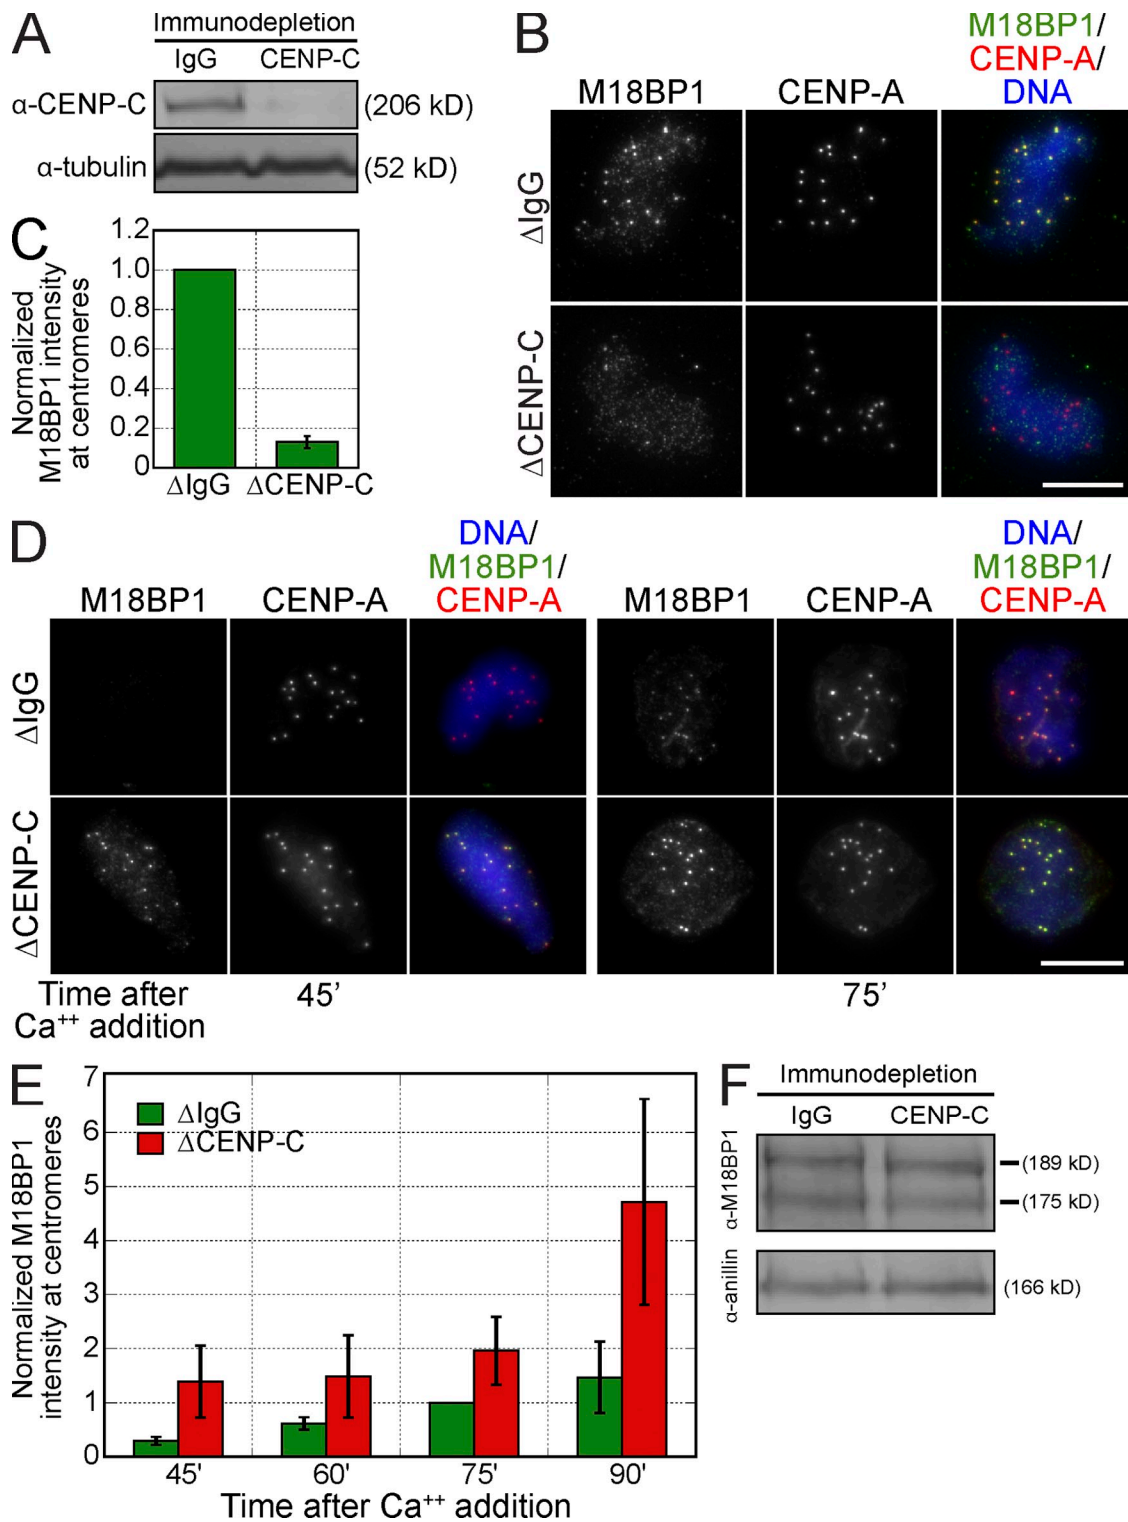 A
Immunodepletion
IgG CENP-C
α-CENP-C (206 kD)
α-tubulin (52 kD)
B
M18BP1/
CENP-A/
M18BP1 CENP-A DNA
ΔIgG
ΔCENP-C
C
Normalized
M18BP1 intensity
at centromeres
1.2
1.0
0.8
0.6
0.4
0.2
0
ΔIgG ΔCENP-C
D
DNA/ DNA/
M18BP1/ M18BP1/
M18BP1 CENP-A CENP-A M18BP1 CENP-A CENP-A
ΔIgG
ΔCENP-C
Time after 45' 75'
Ca⁺⁺ addition
E
Normalized M18BP1
intensity at centromeres
7
6
5
4
3
2
1
0
ΔIgG
ΔCENP-C
45' 60' 75' 90'
Time after Ca⁺⁺ addition
F
Immunodepletion
IgG CENP-C
α-M18BP1
(189 kD)
(175 kD)
α-anillin
(166 kD)